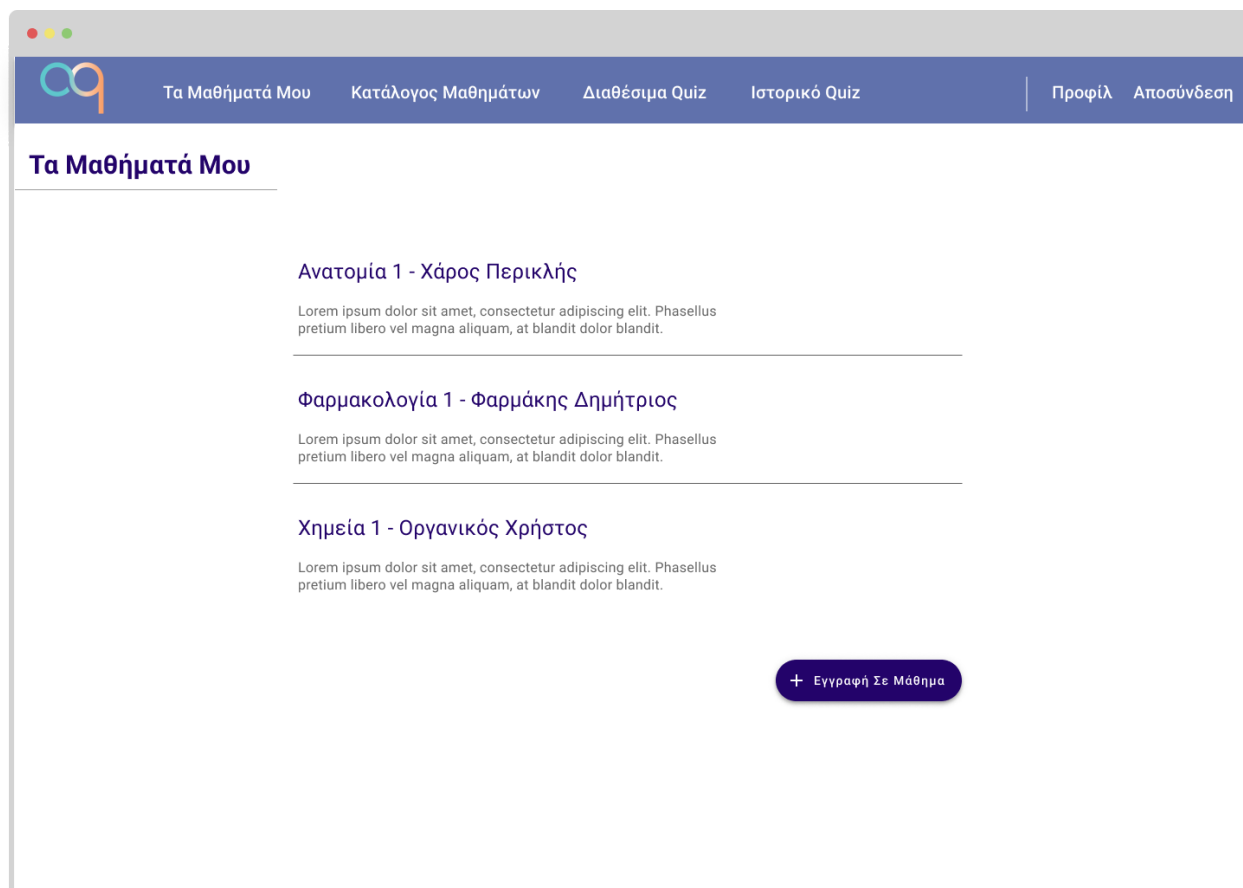 Τα Μαθήματά Μου
Κατάλογος Μαθημάτων
Διαθέσιμα Quiz
Ιστορικό Quiz
Προφίλ
Αποσύνδεση
Τα Μαθήματά Μου
Ανατομία 1 - Χάρος Περικλής
Lorem ipsum dolor sit amet, consectetur adipiscing elit. Phasellus
pretium libero vel magna aliquam, at blandit dolor blandit.
Φαρμακολογία 1 - Φαρμάκης Δημήτριος
Lorem ipsum dolor sit amet, consectetur adipiscing elit. Phasellus
pretium libero vel magna aliquam, at blandit dolor blandit.
Χημεία 1 - Οργανικός Χρήστος
Lorem ipsum dolor sit amet, consectetur adipiscing elit. Phasellus
pretium libero vel magna aliquam, at blandit dolor blandit.
+ Εγγραφή Σε Μάθημα